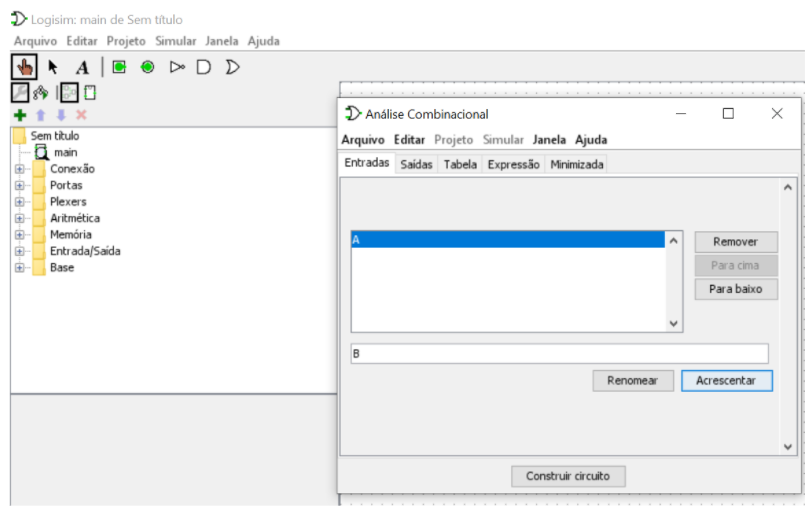 Logisim: main de Sem título
Arquivo Editar Projeto Simular Janela Ajuda
A
Sem título
main
Conexão
Portas
Plexers
Aritmética
Memória
Entrada/Saída
Base
Análise Combinacional
Arquivo Editar Projeto Simular Janela Ajuda
Entradas Saídas Tabela Expressão Minimizada
A
Remover
Para cima
Para baixo
B
Renomear Acrescentar
Construir circuito